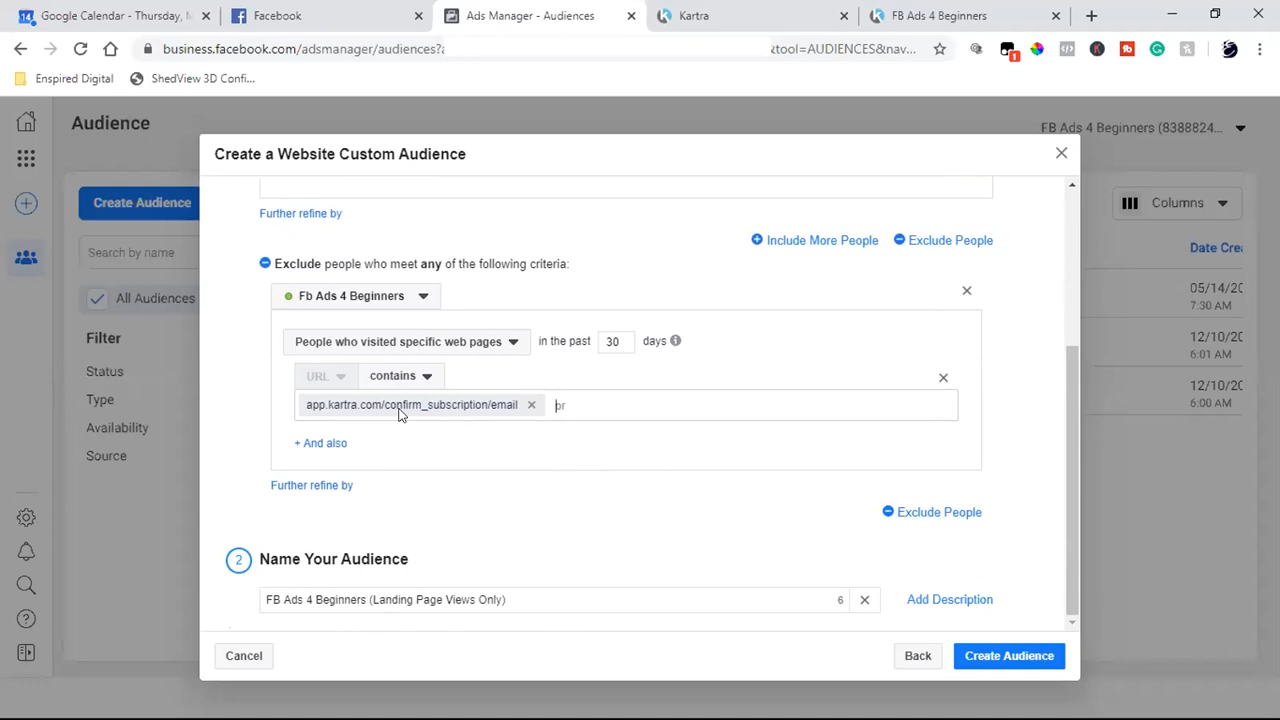 14 Google Calendar - Thursday, M
Facebook
Ads Manager - Audiences
Kartra
FB Ads 4 Beginners
business.facebook.com/adsmanager/audiences?a
&tool=AUDIENCES&nav...
1
Enspired Digital
ShedView 3D Confi...
Audience
FB Ads 4 Beginners (8388824...
Create a Website Custom Audience
Create Audience
Columns
Further refine by
Include More People
Exclude People
Search by name
Date Crea
Exclude people who meet any of the following criteria:
All Audiences
Fb Ads 4 Beginners
05/14/20
7:30 AM
Filter
People who visited specific web pages
in the past
30
days
12/10/20
6:01 AM
Status
URL
contains
Type
app.kartra.com/confirm_subscription/email
or
12/10/20
6:00 AM
Source
+ And also
Further refine by
Exclude People
2
Name Your Audience
FB Ads 4 Beginners (Landing Page Views Only)
6
Add Description
Cancel
Back
Create Audience